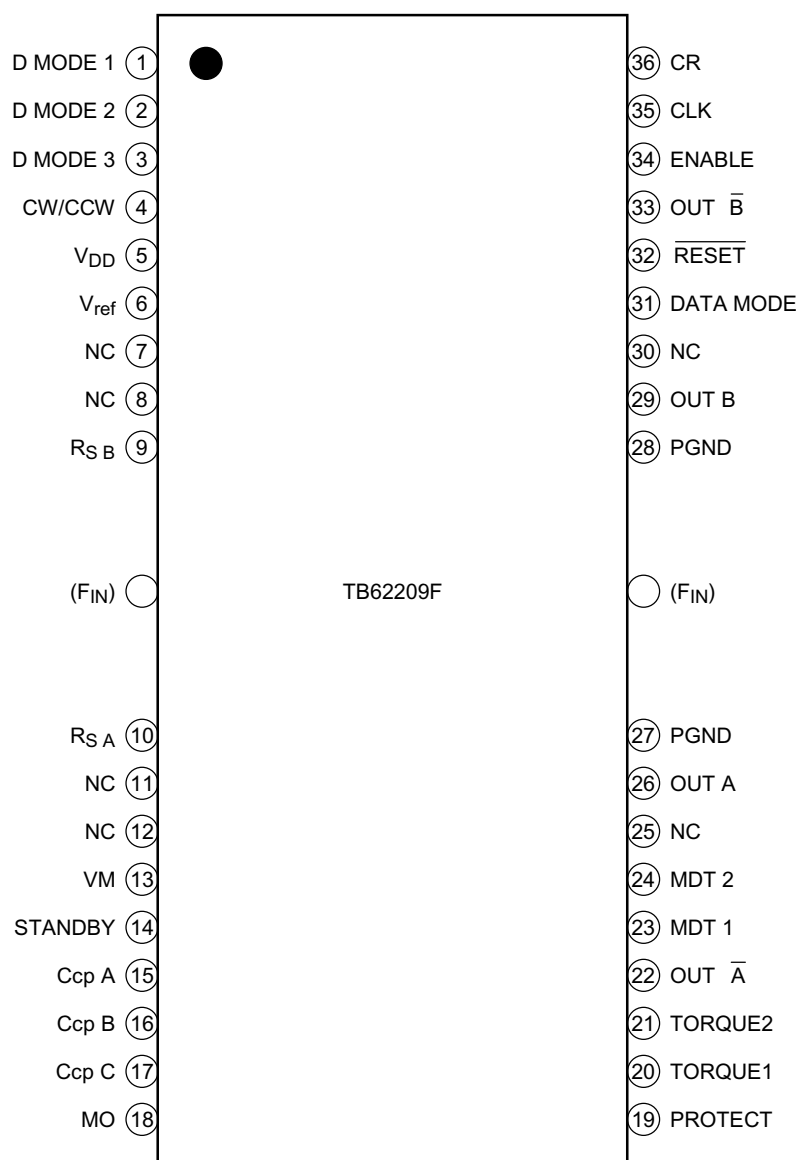 D MODE 1 1
D MODE 2 2
D MODE 3 3
CW/CCW 4
VDD 5
Vref 6
NC 7
NC 8
RS B 9
(FIN)
RS A 10
NC 11
NC 12
VM 13
STANDBY 14
Ccp A 15
Ccp B 16
Ccp C 17
MO 18
TB62209F
36 CR
35 CLK
34 ENABLE
33 OUT B̅
32 R̅E̅S̅E̅T̅
31 DATA MODE
30 NC
29 OUT B
28 PGND
(FIN)
27 PGND
26 OUT A
25 NC
24 MDT 2
23 MDT 1
22 OUT A̅
21 TORQUE2
20 TORQUE1
19 PROTECT